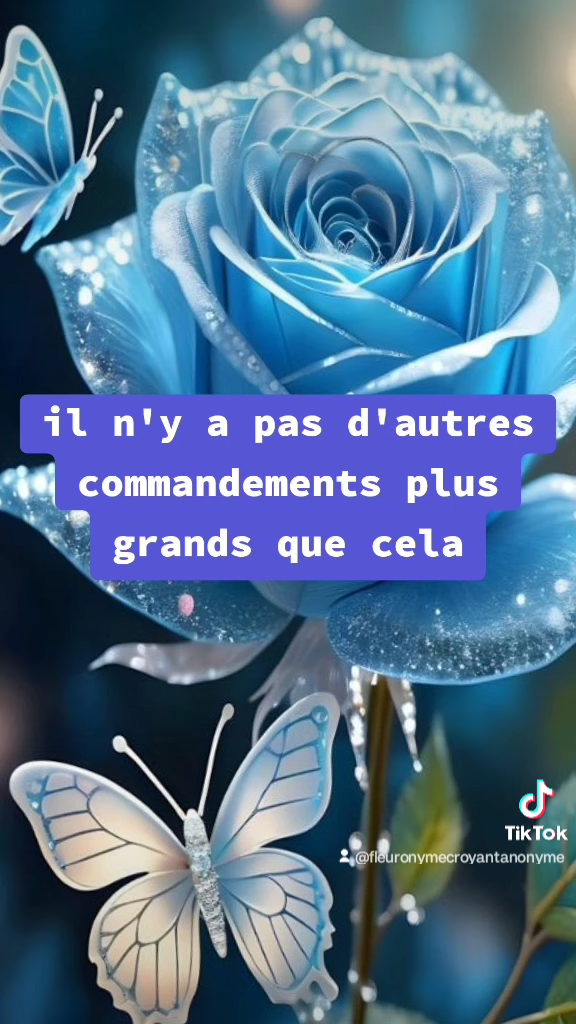 il n'y a pas d'autres
commandements plus
grands que cela
TikTok
@fleuronymecroyantanonyme